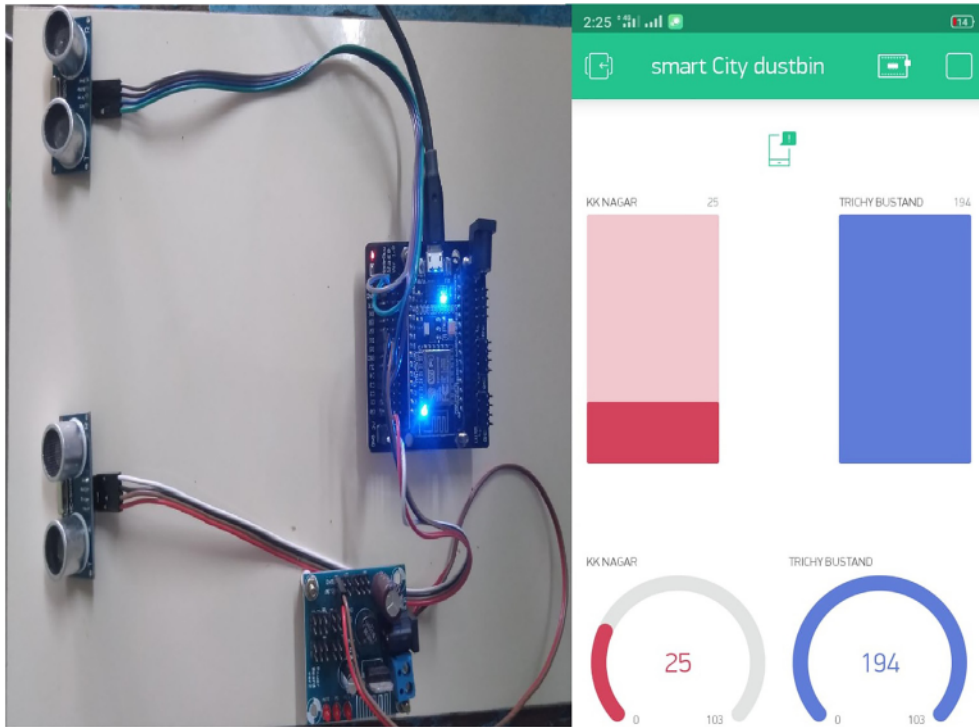 2:25
14
smart City dustbin
KK NAGAR 25
TRICHY BUSTAND 194
KK NAGAR
25
0 103
TRICHY BUSTAND
194
0 103